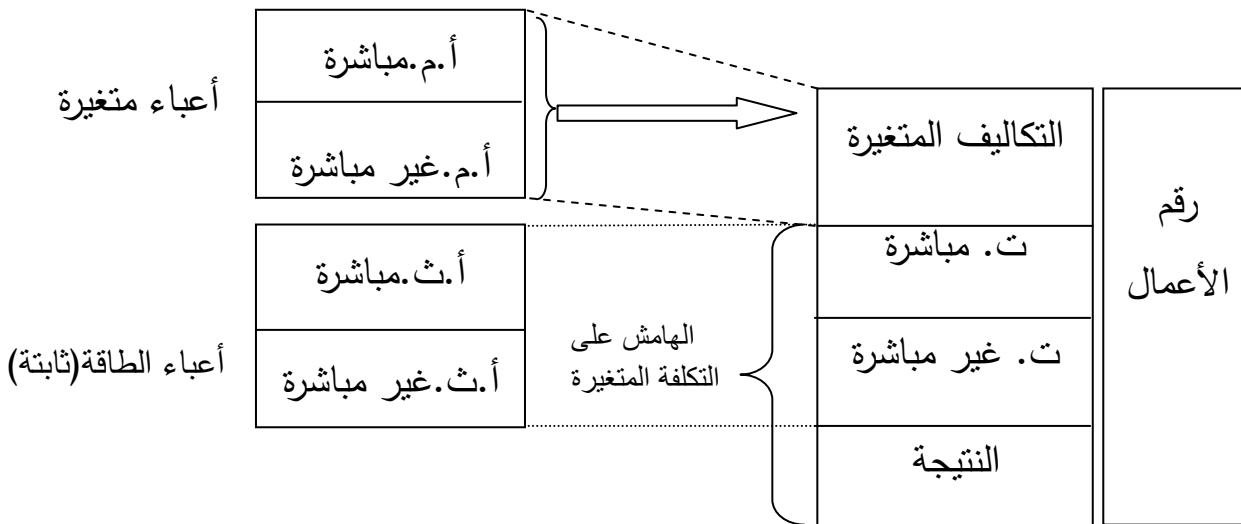 أعباء متغيرة
أ.م.مباشرة
أ.م.غير مباشرة
أعباء الطاقة(ثابتة)
أ.ث.مباشرة
أ.ث.غير مباشرة
الهامش على
التكلفة المتغيرة
التكاليف المتغيرة
ت. مباشرة
ت. غير مباشرة
النتيجة
رقم
الأعمال